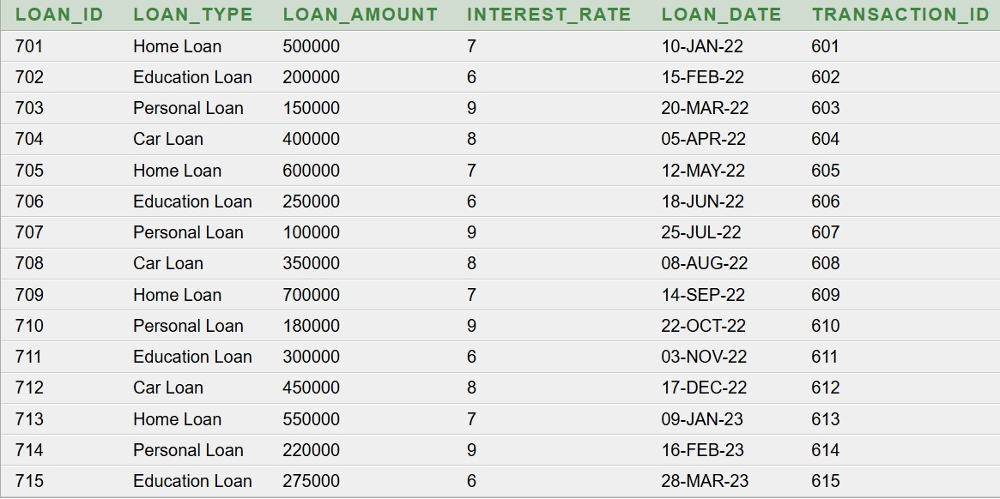 LOAN_ID LOAN_TYPE LOAN_AMOUNT INTEREST_RATE LOAN_DATE TRANSACTION_ID
701 Home Loan 500000 7 10-JAN-22 601
702 Education Loan 200000 6 15-FEB-22 602
703 Personal Loan 150000 9 20-MAR-22 603
704 Car Loan 400000 8 05-APR-22 604
705 Home Loan 600000 7 12-MAY-22 605
706 Education Loan 250000 6 18-JUN-22 606
707 Personal Loan 100000 9 25-JUL-22 607
708 Car Loan 350000 8 08-AUG-22 608
709 Home Loan 700000 7 14-SEP-22 609
710 Personal Loan 180000 9 22-OCT-22 610
711 Education Loan 300000 6 03-NOV-22 611
712 Car Loan 450000 8 17-DEC-22 612
713 Home Loan 550000 7 09-JAN-23 613
714 Personal Loan 220000 9 16-FEB-23 614
715 Education Loan 275000 6 28-MAR-23 615